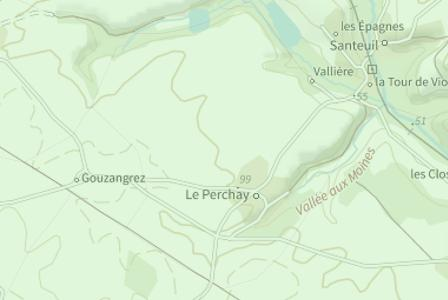 les Épagnes
Santeuil
Vallière
la Tour de Vio
55
51
les Clos
Vallée aux Moines
Gouzangrez
99
Le Perchay